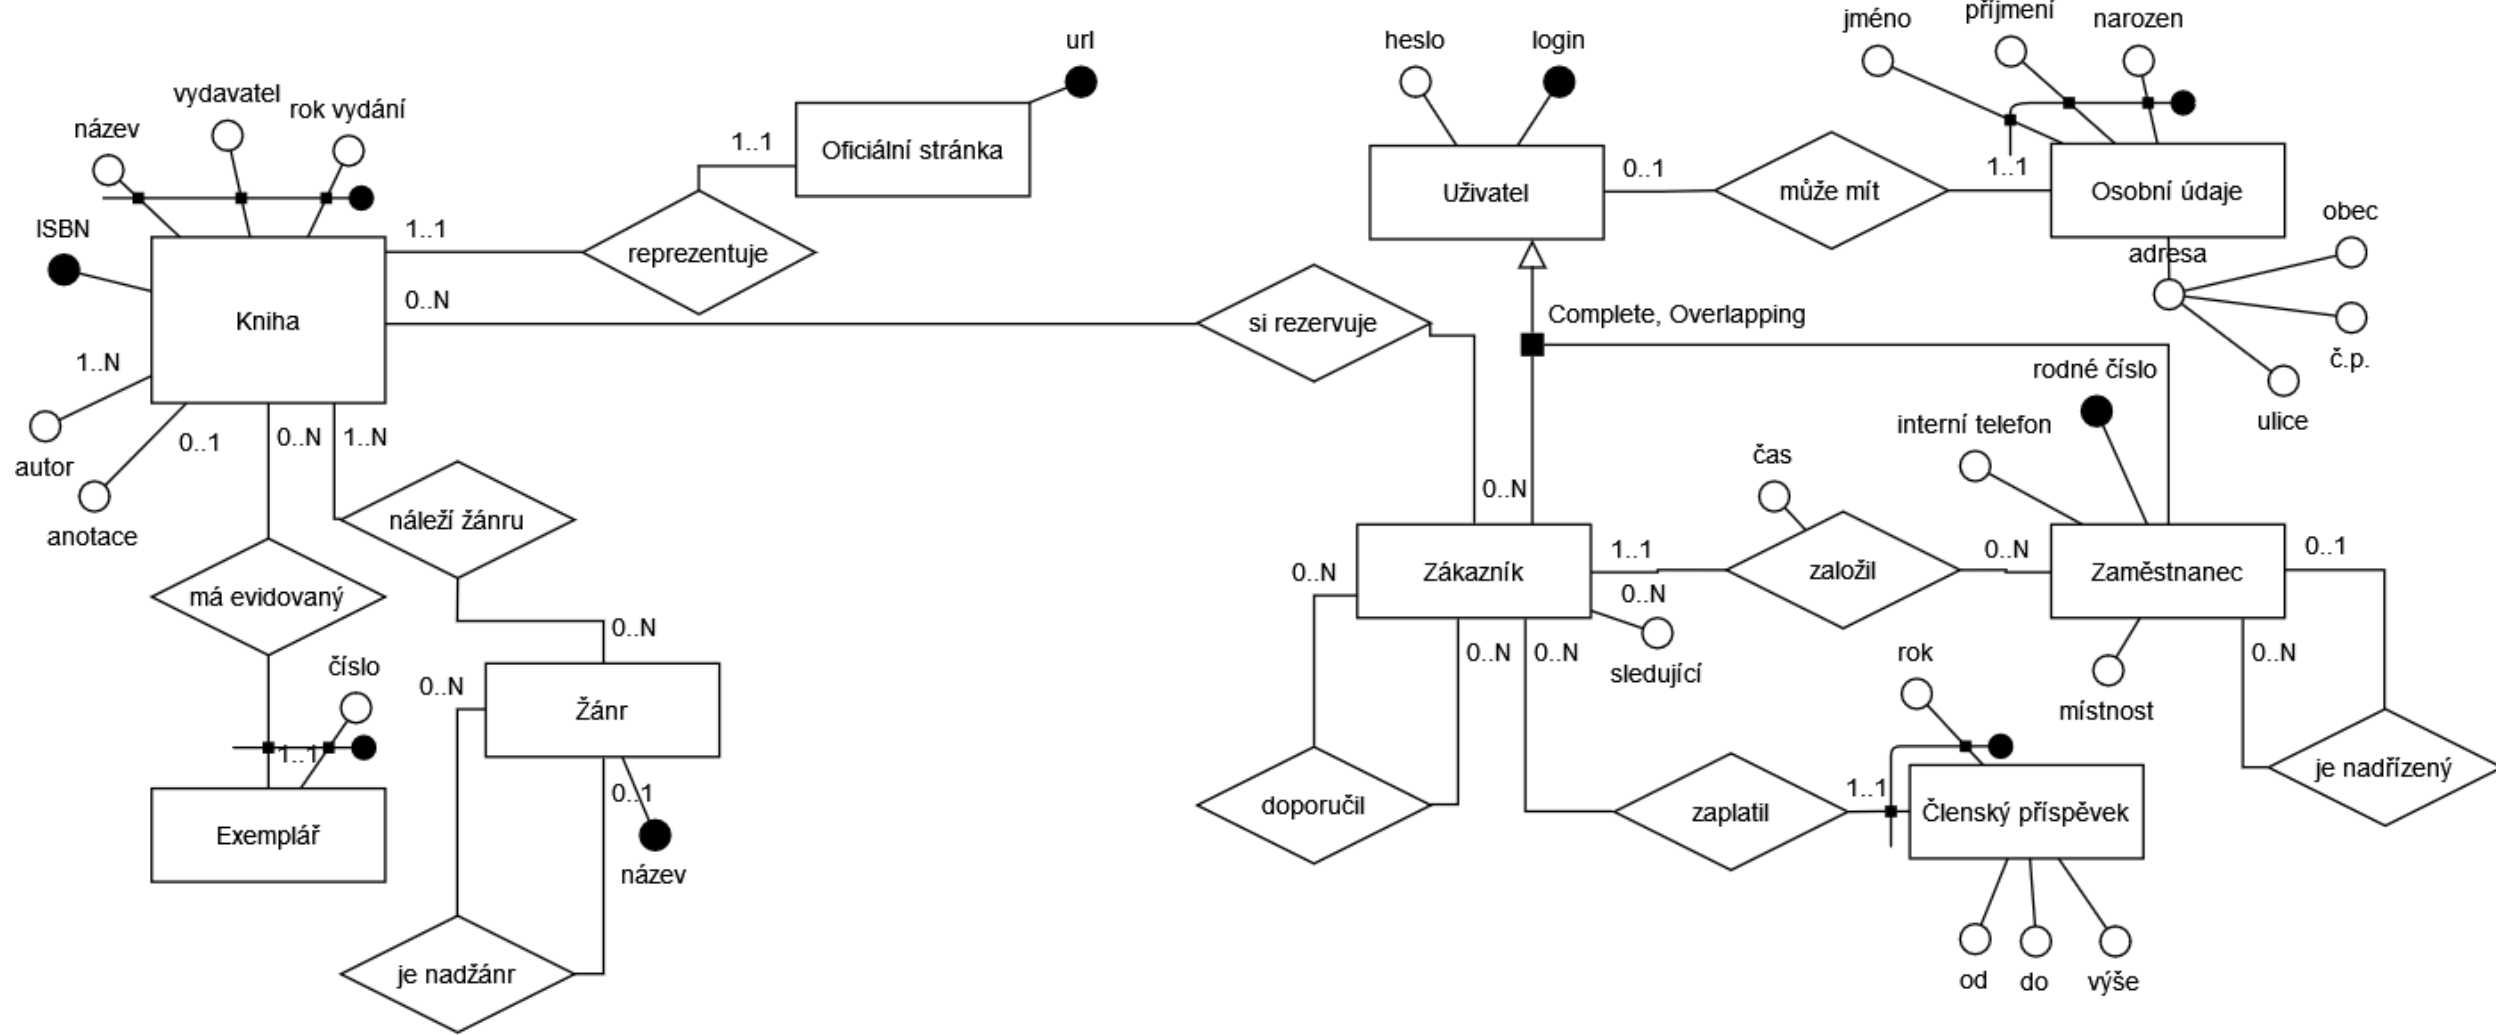 jméno
příjmení
narozen
url
heslo
login
vydavatel
rok vydání
název
1..1
Oficiální stránka
0..1
může mít
1..1
Osobní údaje
Uživatel
ISBN
1..1
reprezentuje
obec
adresa
0..N
Kniha
si rezervuje
Complete, Overlapping
č.p.
rodné číslo
ulice
1..N
interní telefon
autor
0..1
0..N
1..N
čas
anotace
náleží žánru
0..N
0..N
Zákazník
1..1
založil
0..N
Zaměstnanec
0..1
0..N
má evidovaný
0..N
0..N
0..N
sledující
rok
0..N
místnost
číslo
0..N
Žánr
1..1
je nadřízený
0..1
doporučil
zaplatil
1..1
Členský příspěvek
Exemplář
název
je nadžánr
od
do
výše